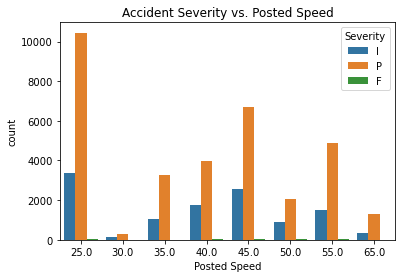 Accident Severity vs. Posted Speed
Severity
I
P
F
10000
8000
6000
4000
2000
0
count
25.0 30.0 35.0 40.0 45.0 50.0 55.0 65.0
Posted Speed